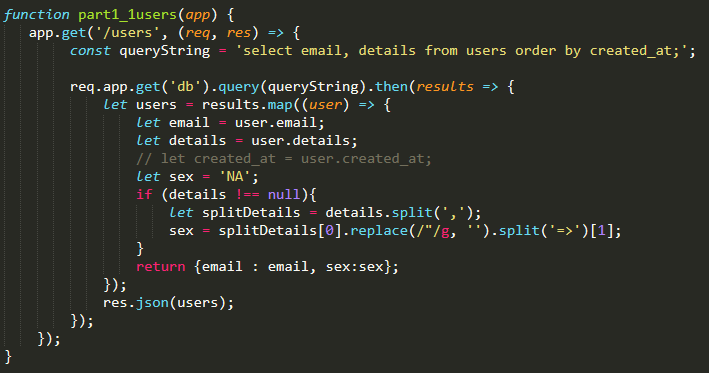 function part1_1users(app) {
app.get('/users', (req, res) => {
const queryString = 'select email, details from users order by created_at;';
req.app.get('db').query(queryString).then(results => {
let users = results.map((user) => {
let email = user.email;
let details = user.details;
// let created_at = user.created_at;
let sex = 'NA';
if (details !== null){
let splitDetails = details.split(',');
sex = splitDetails[0].replace(/"/g, '').split('=>')[1];
}
return {email : email, sex:sex};
});
res.json(users);
});
});
}